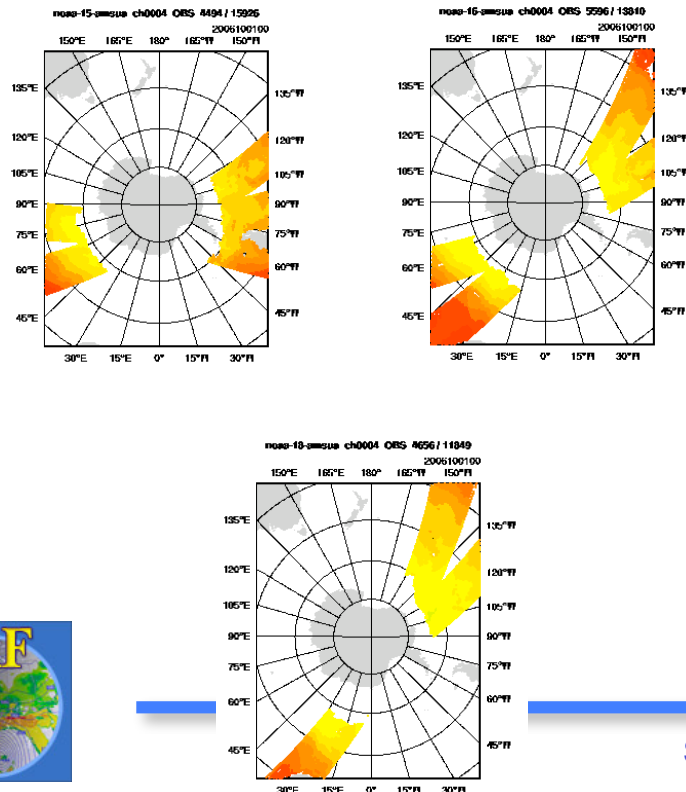 noaa-15-amsua ch0004 OBS 4494 / 15926
2006100100
150°E 165°E 180° 165°W 150°W
135°E
135°W
120°E
120°W
105°E
105°W
90°E
90°W
75°E
75°W
60°E
60°W
45°E
45°W
30°E 15°E 0° 15°W 30°W
noaa-16-amsua ch0004 OBS 5596 / 13810
2006100100
150°E 165°E 180° 165°W 150°W
135°E
135°W
120°E
120°W
105°E
105°W
90°E
90°W
75°E
75°W
60°E
60°W
45°E
45°W
30°E 15°E 0° 15°W 30°W
noaa-18-amsua ch0004 OBS 4656 / 11849
2006100100
150°E 165°E 180° 165°W 150°W
135°E
135°W
120°E
120°W
105°E
105°W
90°E
90°W
75°E
75°W
60°E
60°W
45°E
45°W
30°E 15°E 0° 15°W 30°W
F
S